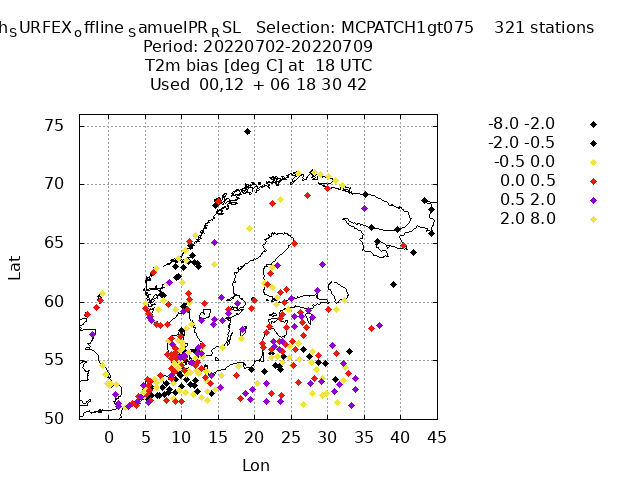 hSURFEXoffline SamuelPRRSL Selection: MCPATCH1gt075 321 stations
Period: 20220702-20220709
T2m bias [deg C] at 18 UTC
Used 00,12 + 06 18 30 42
-8.0 -2.0
-2.0 -0.5
-0.5 0.0
0.0 0.5
0.5 2.0
2.0 8.0
75
70
65
60
55
50
Lat
0 5 10 15 20 25 30 35 40 45
Lon